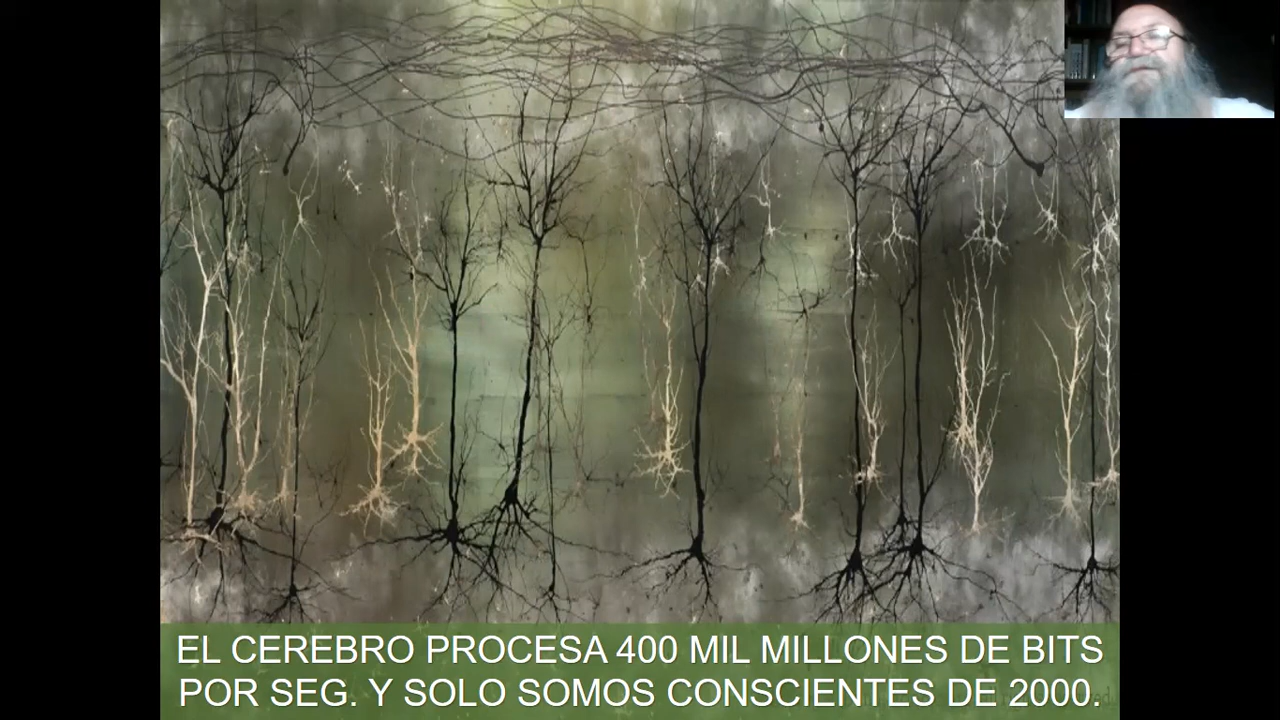 EL CEREBRO PROCESA 400 MIL MILLONES DE BITS
POR SEG. Y SOLO SOMOS CONSCIENTES DE 2000.